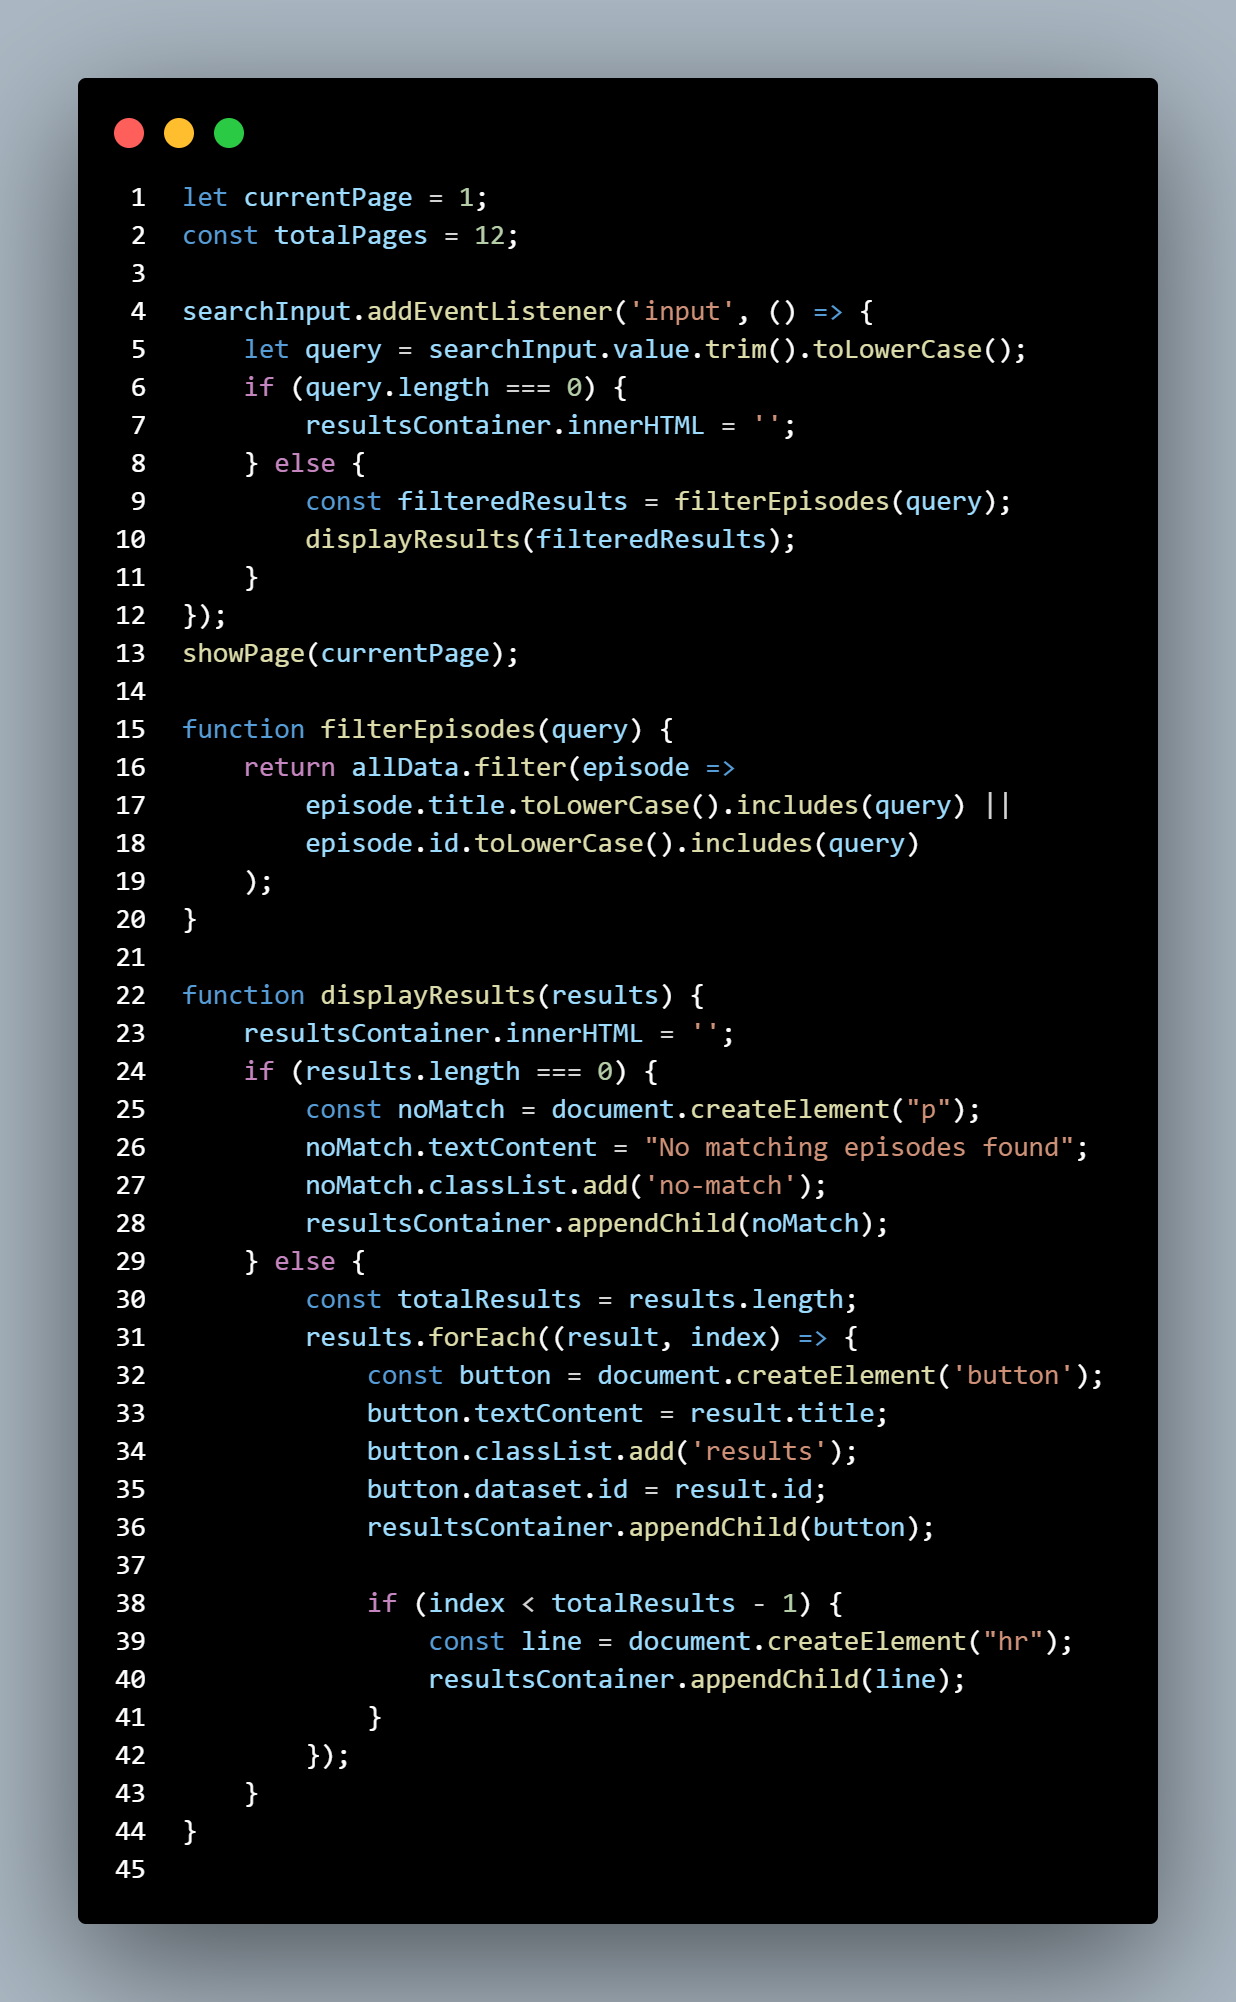 1 let currentPage = 1;
2 const totalPages = 12;
3
4 searchInput.addEventListener('input', () => {
5     let query = searchInput.value.trim().toLowerCase();
6     if (query.length === 0) {
7         resultsContainer.innerHTML = '';
8     } else {
9         const filteredResults = filterEpisodes(query);
10         displayResults(filteredResults);
11     }
12 });
13 showPage(currentPage);
14
15 function filterEpisodes(query) {
16     return allData.filter(episode =>
17         episode.title.toLowerCase().includes(query) ||
18         episode.id.toLowerCase().includes(query)
19     );
20 }
21
22 function displayResults(results) {
23     resultsContainer.innerHTML = '';
24     if (results.length === 0) {
25         const noMatch = document.createElement("p");
26         noMatch.textContent = "No matching episodes found";
27         noMatch.classList.add('no-match');
28         resultsContainer.appendChild(noMatch);
29     } else {
30         const totalResults = results.length;
31         results.forEach((result, index) => {
32             const button = document.createElement('button');
33             button.textContent = result.title;
34             button.classList.add('results');
35             button.dataset.id = result.id;
36             resultsContainer.appendChild(button);
37
38             if (index < totalResults - 1) {
39                 const line = document.createElement("hr");
40                 resultsContainer.appendChild(line);
41             }
42         });
43     }
44 }
45